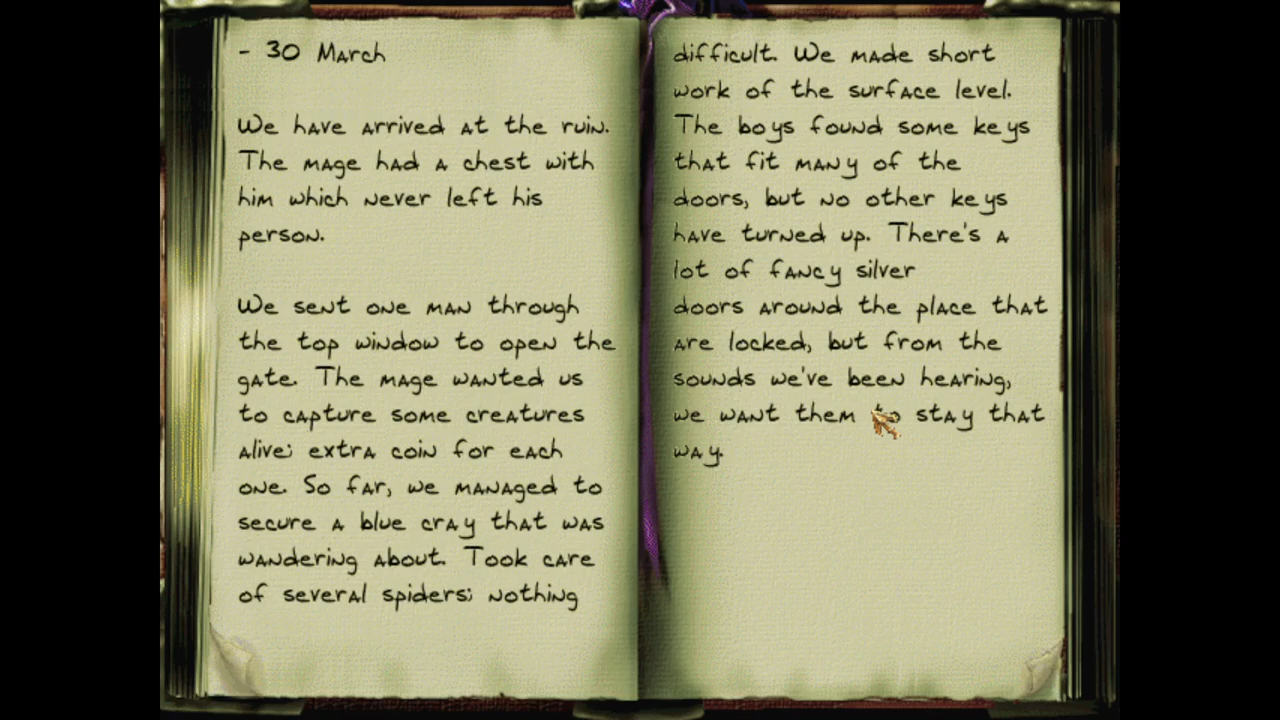 - 30 March
We have arrived at the ruin.
The mage had a chest with
him which never left his
person.
We sent one man through
the top window to open the
gate. The mage wanted us
to capture some creatures
alive; extra coin for each
one. So far, we managed to
secure a blue cray that was
wandering about. Took care
of several spiders; nothing
difficult. We made short
work of the surface level.
The boys found some keys
that fit many of the
doors, but no other keys
have turned up. There's a
lot of fancy silver
doors around the place that
are locked, but from the
sounds we've been hearing,
we want them to stay that
way.